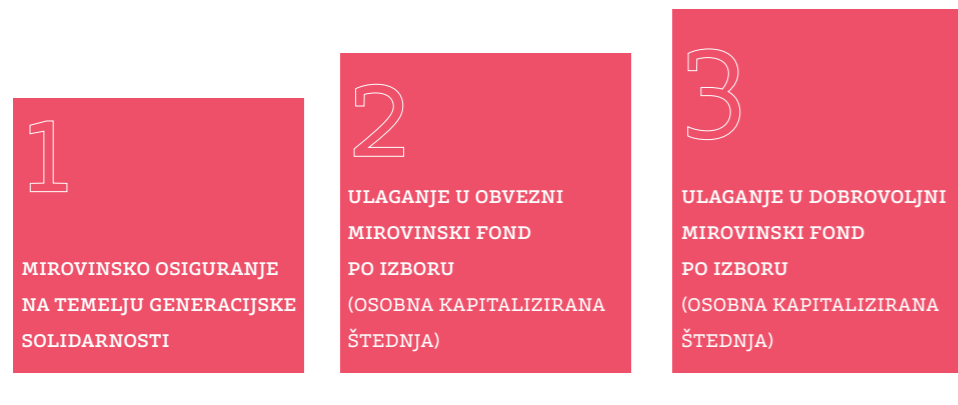 1
MIROVINSKO OSIGURANJE
NA TEMELJU GENERACIJSKE
SOLIDARNOSTI
2
ULAGANJE U OBVEZNI
MIROVINSKI FOND
PO IZBORU
(OSOBNA KAPITALIZIRANA
ŠTEDNJA)
3
ULAGANJE U DOBROVOLJNI
MIROVINSKI FOND
PO IZBORU
(OSOBNA KAPITALIZIRANA
ŠTEDNJA)